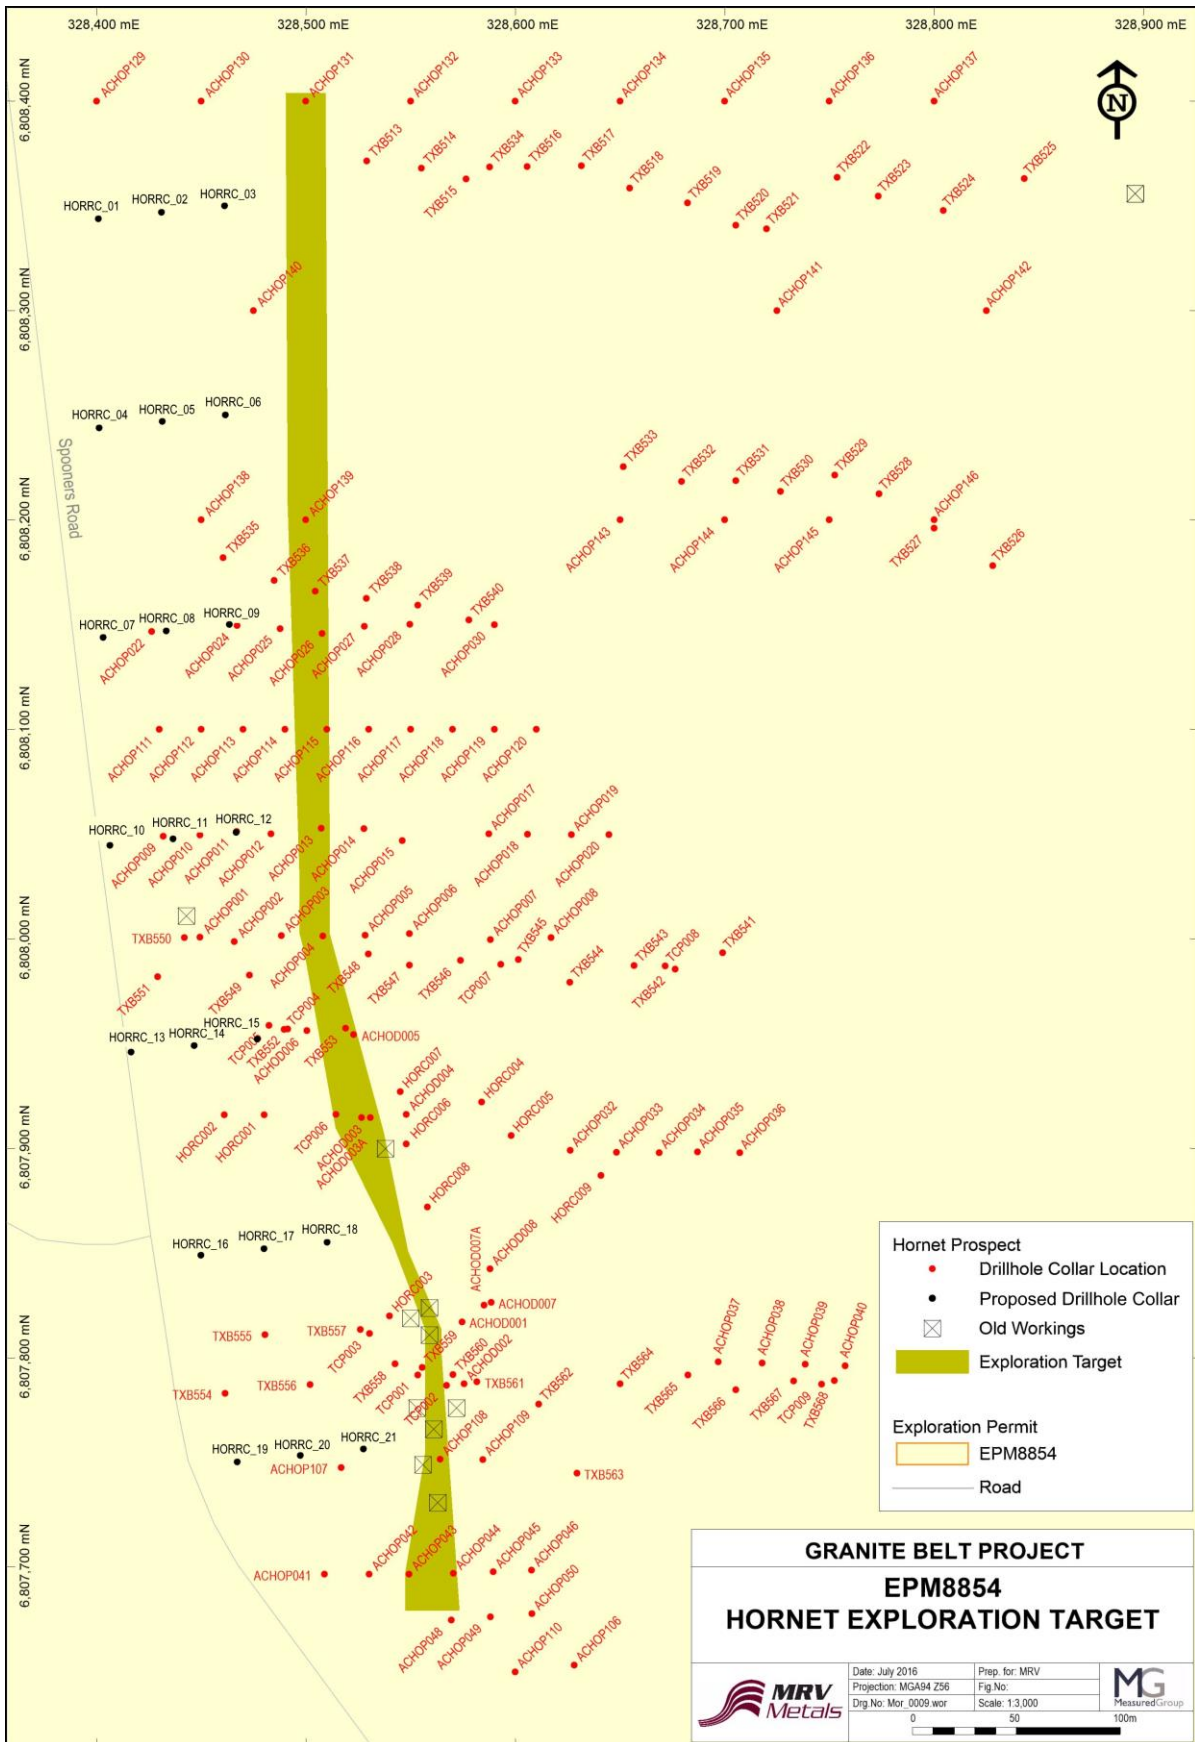 328,400 mE
328,500 mE
328,600 mE
328,700 mE
328,800 mE
328,900 mE
6,808,400 mN
ACHOP129
ACHOP130
ACHOP131
ACHOP132
ACHOP133
ACHOP134
ACHOP135
ACHOP136
ACHOP137
N
TXB513
TXB514
TXB515
TXB534
TXB516
TXB517
TXB518
TXB519
TXB520
TXB521
TXB522
TXB523
TXB524
TXB525
HORRC_01
HORRC_02
HORRC_03
6,808,300 mN
ACHOP140
ACHOP141
ACHOP142
HORRC_04
HORRC_05
HORRC_06
Spooners Road
TXB533
TXB532
TXB531
TXB530
TXB529
TXB528
ACHOP146
6,808,200 mN
ACHOP138
ACHOP139
ACHOP143
ACHOP144
ACHOP145
TXB527
TXB526
TXB535
TXB536
TXB537
TXB538
TXB539
TXB540
HORRC_07
HORRC_08
HORRC_09
ACHOP022
ACHOP024
ACHOP025
ACHOP026
ACHOP027
ACHOP028
ACHOP030
6,808,100 mN
ACHOP111
ACHOP112
ACHOP113
ACHOP114
ACHOP115
ACHOP116
ACHOP117
ACHOP118
ACHOP119
ACHOP120
ACHOP017
ACHOP019
HORRC_10
HORRC_11
HORRC_12
ACHOP009
ACHOP010
ACHOP011
ACHOP012
ACHOP013
ACHOP014
ACHOP015
ACHOP018
ACHOP020
6,808,000 mN
TXB550
ACHOP001
ACHOP002
ACHOP003
ACHOP004
ACHOP005
ACHOP006
ACHOP007
TXB545
ACHOP008
TXB551
TXB549
TXB548
TXB547
TXB546
TCP007
TXB544
TXB543
TCP008
TXB542
TXB541
HORRC_13
HORRC_14
HORRC_15
TCP005
TXB552
TCP004
ACHOD006
TXB553
ACHOD005
HORC007
ACHOD004
HORC006
HORC004
HORC005
6,807,900 mN
HORC002
HORC001
TCP006
ACHOD003
ACHOD003A
ACHOP032
ACHOP033
ACHOP034
ACHOP035
ACHOP036
HORC008
HORC009
HORRC_16
HORRC_17
HORRC_18
ACHOD007A
ACHOD008
HORC003
ACHOD007
ACHOD001
6,807,800 mN
TXB555
TXB557
TCP003
TXB559
TXB560
ACHOD002
TXB554
TXB556
TXB558
TCP001
TCP002
TXB561
TXB562
TXB564
TXB565
ACHOP037
TXB566
ACHOP038
TXB567
ACHOP039
TCP009
TXB568
ACHOP040
HORRC_19
HORRC_20
HORRC_21
ACHOP107
ACHOP108
ACHOP109
TXB563
6,807,700 mN
ACHOP041
ACHOP042
ACHOP043
ACHOP044
ACHOP045
ACHOP046
ACHOP048
ACHOP049
ACHOP050
ACHOP110
ACHOP106
Hornet Prospect
Drillhole Collar Location
Proposed Drillhole Collar
Old Workings
Exploration Target
Exploration Permit
EPM8854
Road
GRANITE BELT PROJECT
EPM8854
HORNET EXPLORATION TARGET
MRV
Metals
Date: July 2016
Prep. for: MRV
Projection: MGA94 Z56
Fig.No:
Drg.No: Mor_0009.wor
Scale: 1:3,000
0 50 100m
MG
MeasuredGroup